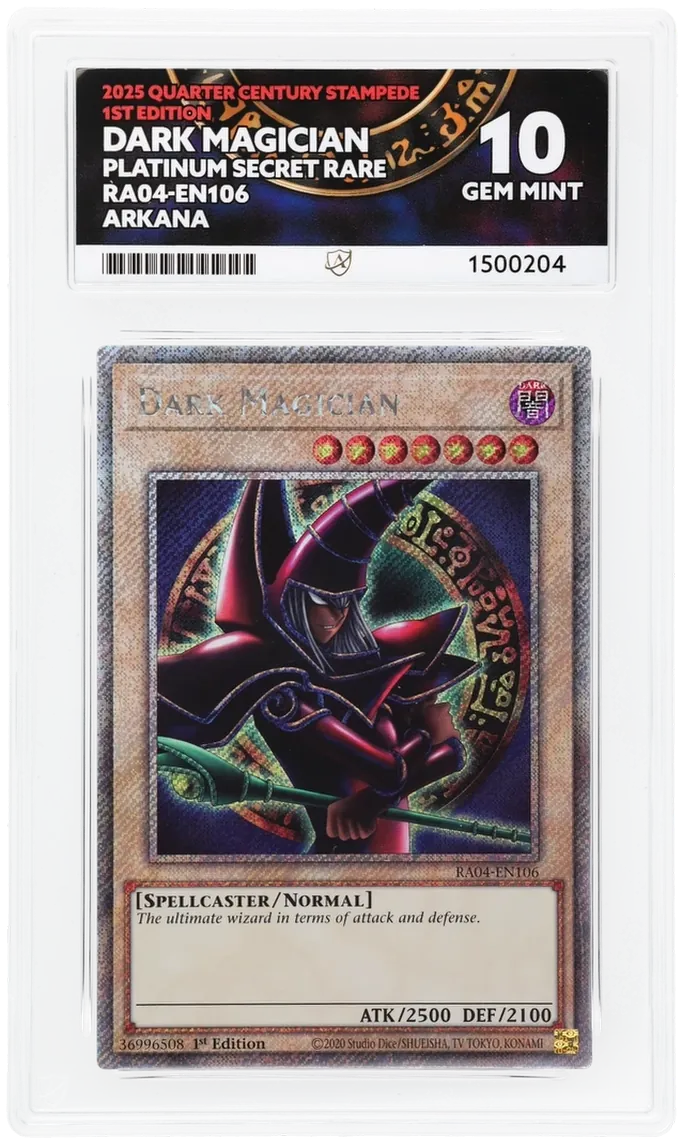 2025 QUARTER CENTURY STAMPEDE
1ST EDITION
DARK MAGICIAN
PLATINUM SECRET RARE
RA04-EN106
ARKANA
10
GEM MINT
A
1500204
DARK MAGICIAN
DARK
闇
RA04-EN106
[SPELLCASTER/NORMAL]
The ultimate wizard in terms of attack and defense.
ATK/2500 DEF/2100
36996508 1st Edition ©2020 Studio Dice/SHUEISHA, TV TOKYO, KONAMI